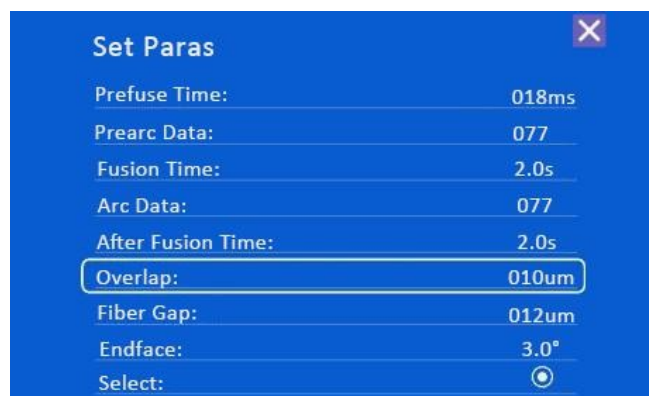 Set Paras
Prefuse Time: 018ms
Prearc Data: 077
Fusion Time: 2.0s
Arc Data: 077
After Fusion Time: 2.0s
Overlap: 010um
Fiber Gap: 012um
Endface: 3.0°
Select: